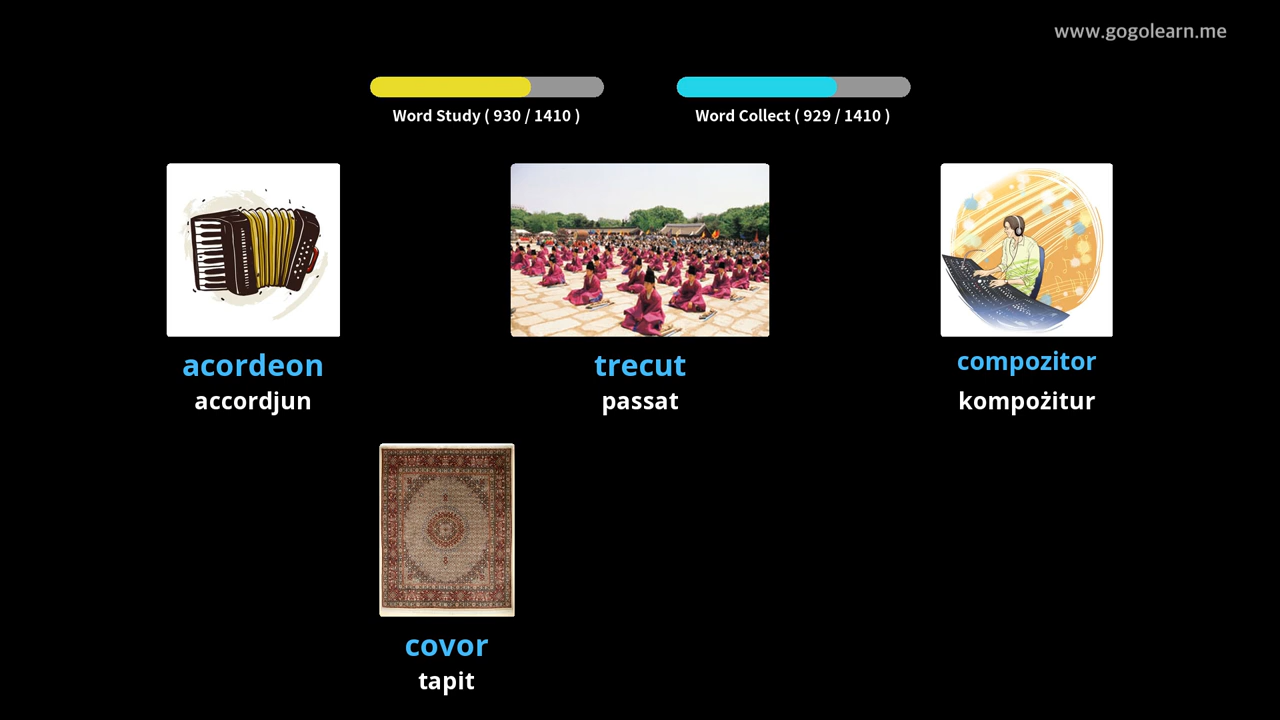 www.gogolearn.me
Word Study ( 930 / 1410 )
Word Collect ( 929 / 1410 )
acordeon
accordjun
trecut
passat
compozitor
kompożitur
covor
tapit